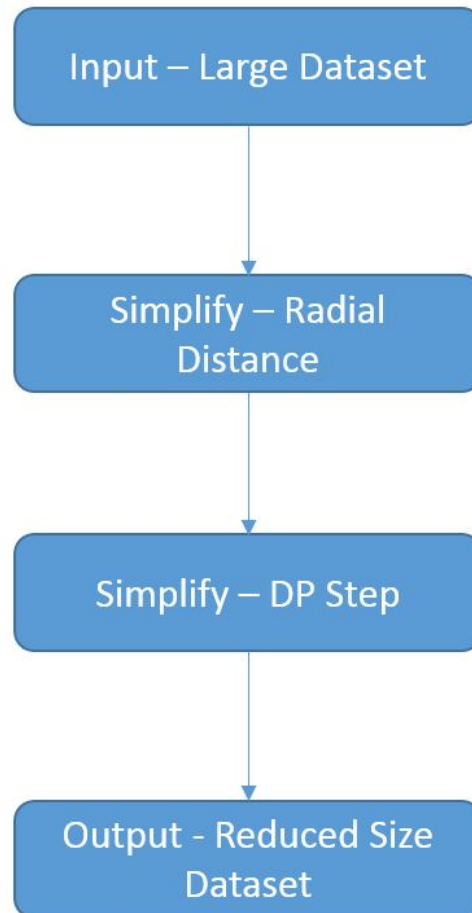 Input – Large Dataset
Simplify – Radial
Distance
Simplify – DP Step
Output - Reduced Size
Dataset